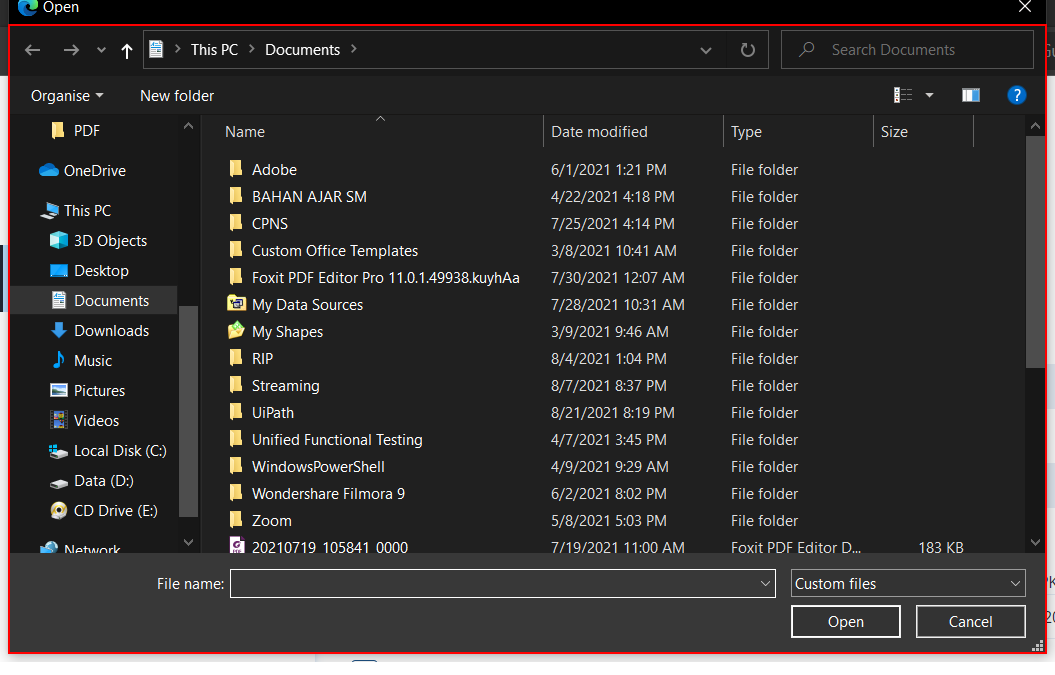 Open
This PC Documents Search Documents
Organise New folder ?
Name Date modified Type Size
PDF
OneDrive
This PC
3D Objects
Desktop
Documents
Downloads
Music
Pictures
Videos
Local Disk (C:)
Data (D:)
CD Drive (E:)
Network
Adobe 6/1/2021 1:21 PM File folder
BAHAN AJAR SM 4/22/2021 4:18 PM File folder
CPNS 7/25/2021 4:14 PM File folder
Custom Office Templates 3/8/2021 10:41 AM File folder
Foxit PDF Editor Pro 11.0.1.49938.kuyhAa 7/30/2021 12:07 AM File folder
My Data Sources 7/28/2021 10:31 AM File folder
My Shapes 3/9/2021 9:46 AM File folder
RIP 8/4/2021 1:04 PM File folder
Streaming 8/7/2021 8:37 PM File folder
UiPath 8/21/2021 8:19 PM File folder
Unified Functional Testing 4/7/2021 3:45 PM File folder
WindowsPowerShell 4/9/2021 9:29 AM File folder
Wondershare Filmora 9 6/2/2021 8:02 PM File folder
Zoom 5/8/2021 5:03 PM File folder
20210719_105841_0000 7/19/2021 11:00 AM Foxit PDF Editor D... 183 KB
File name: Custom files
Open Cancel